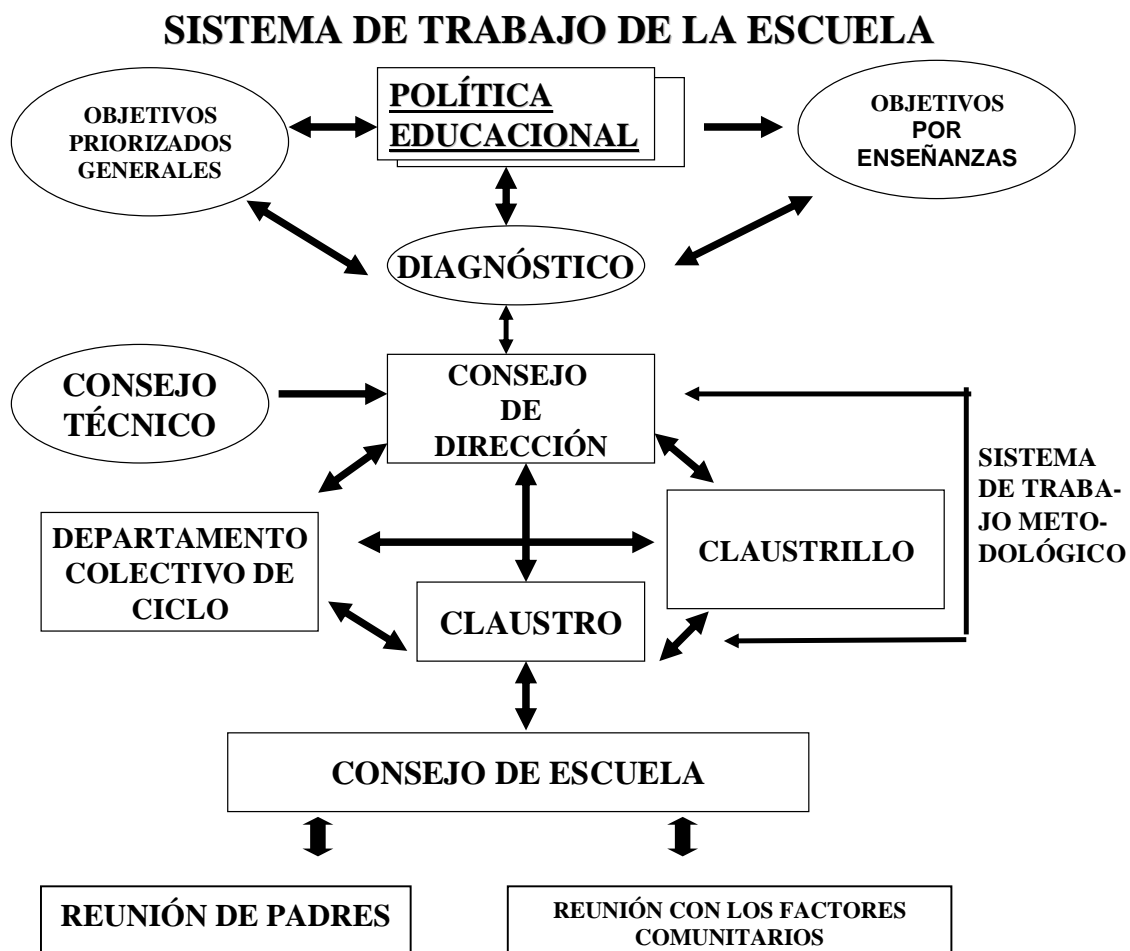 SISTEMA DE TRABAJO DE LA ESCUELA
OBJETIVOS
PRIORIZADOS
GENERALES
POLÍTICA
EDUCACIONAL
OBJETIVOS
POR
ENSEÑANZAS
DIAGNÓSTICO
CONSEJO
TÉCNICO
CONSEJO
DE
DIRECCIÓN
SISTEMA
DE TRABA-
JO METO-
DOLÓGICO
DEPARTAMENTO
COLECTIVO DE
CICLO
CLAUSTRILLO
CLAUSTRO
CONSEJO DE ESCUELA
REUNIÓN DE PADRES
REUNIÓN CON LOS FACTORES
COMUNITARIOS